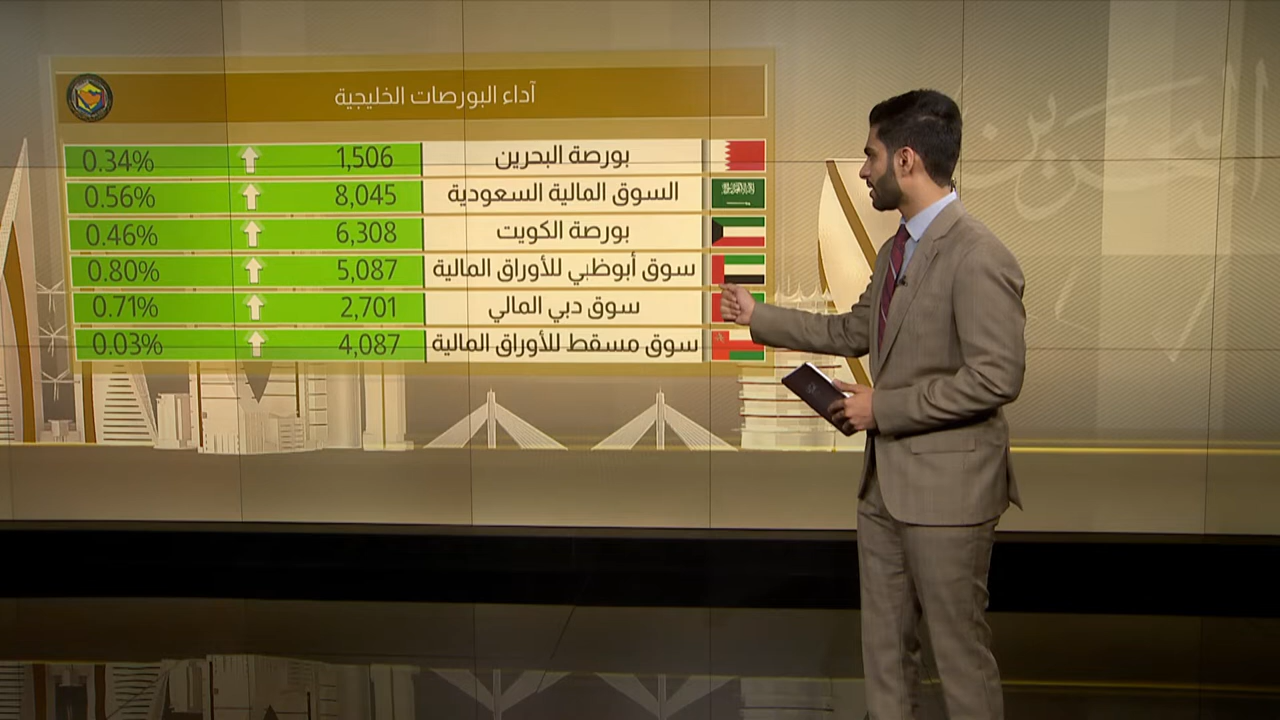 آداء البورصات الخليجية
بورصة البحرين 1,506 0.34%
السوق المالية السعودية 8,045 0.56%
بورصة الكويت 6,308 0.46%
سوق أبوظبي للأوراق المالية 5,087 0.80%
سوق دبي المالي 2,701 0.71%
سوق مسقط للأوراق المالية 4,087 0.03%
البحرين